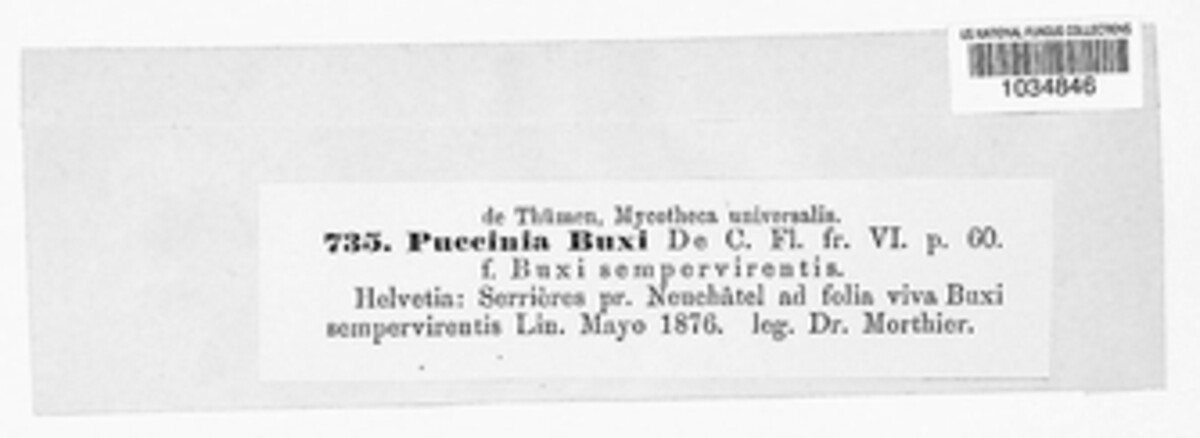 US NATIONAL FUNGUS COLLECTIONS
1034846
de Thümen, Mycotheca universalis.
735. Puccinia Buxi De C. Fl. fr. VI. p. 60.
f. Buxi sempervirentis.
Helvetia: Serrières pr. Neuchâtel ad folia viva Buxi
sempervirentis Lin. Mayo 1876. leg. Dr. Morthier.